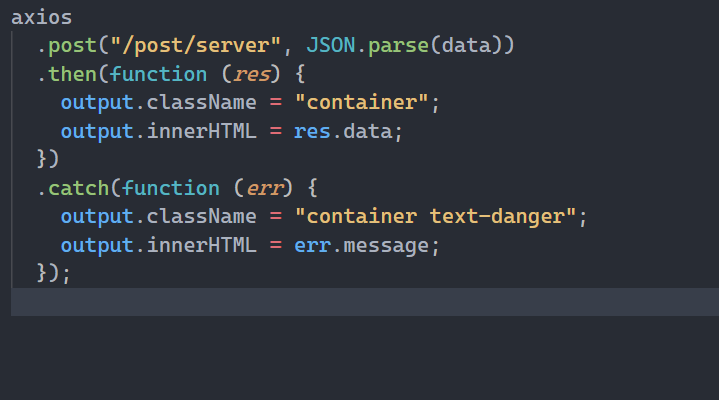 axios
  .post("/post/server", JSON.parse(data))
  .then(function (res) {
    output.className = "container";
    output.innerHTML = res.data;
  })
  .catch(function (err) {
    output.className = "container text-danger";
    output.innerHTML = err.message;
  });